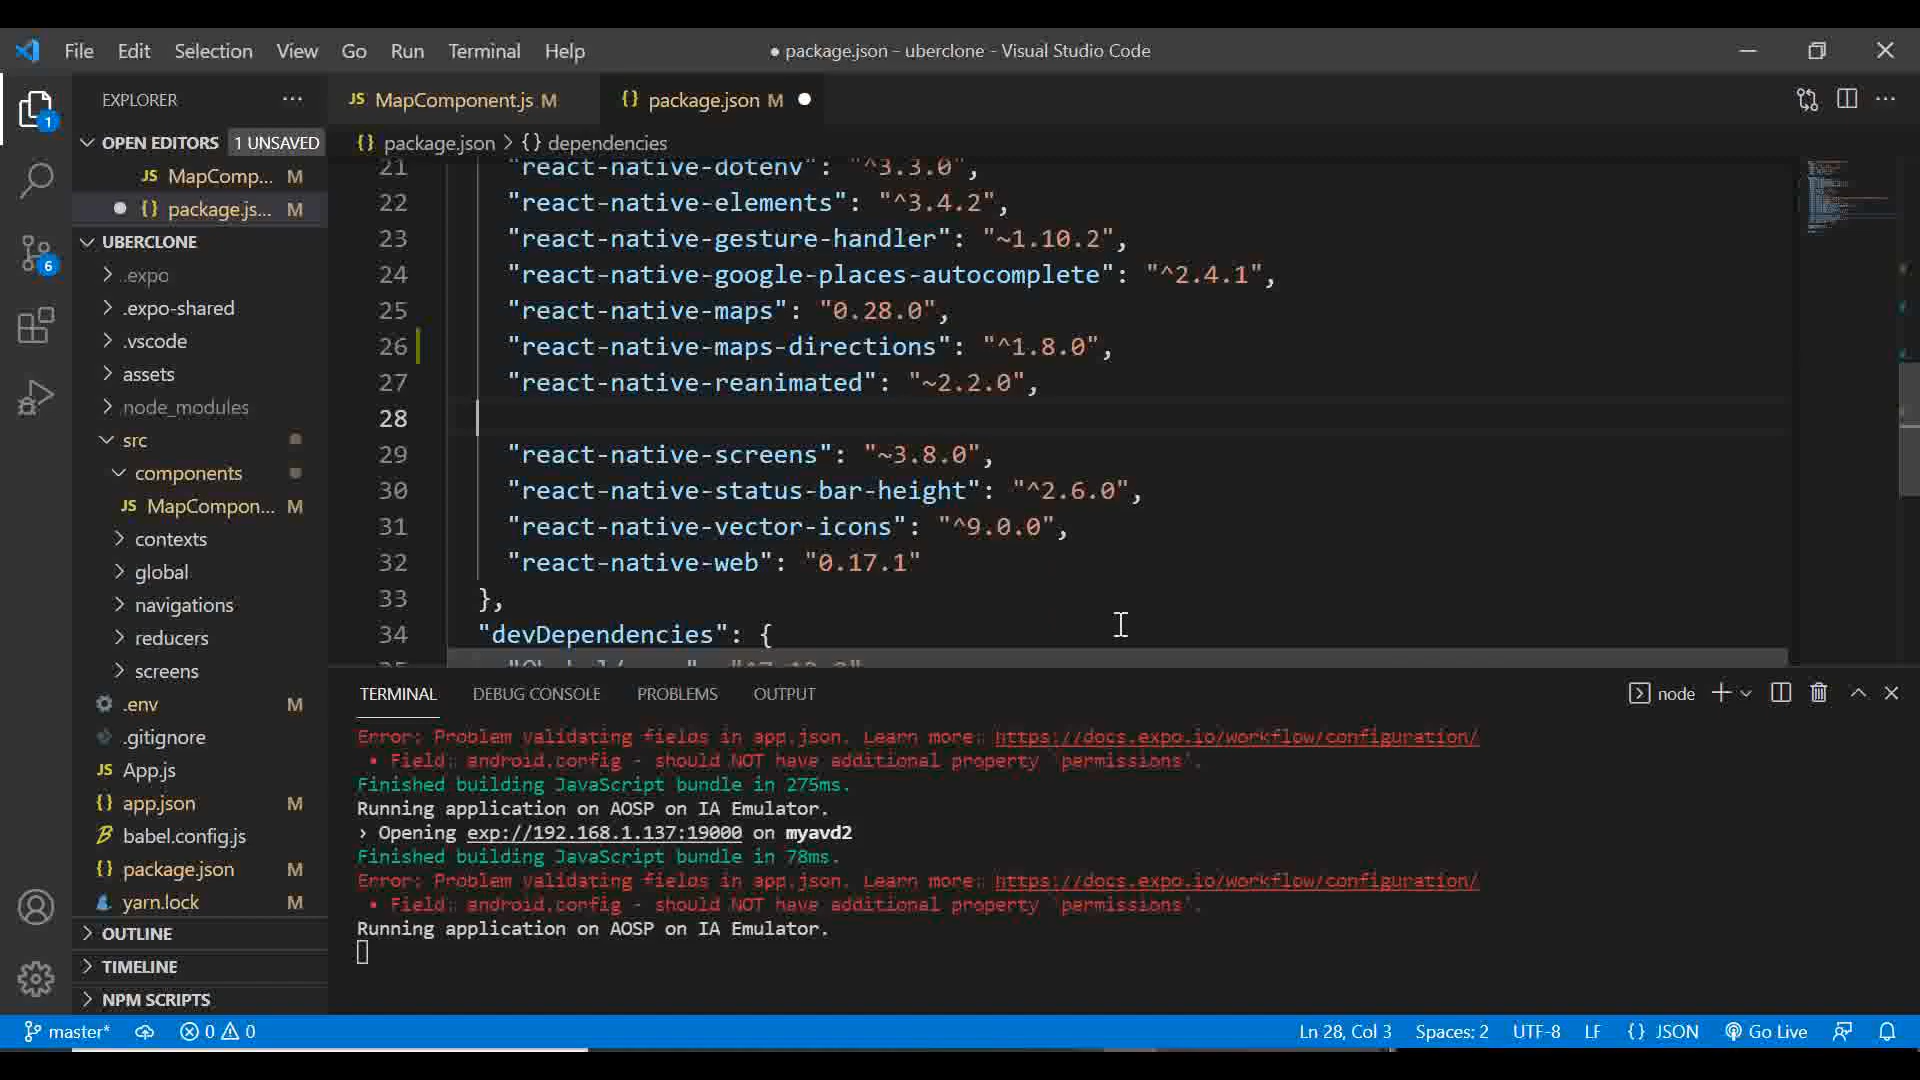 File Edit Selection View Go Run Terminal Help
● package.json - uberclone - Visual Studio Code
EXPLORER
OPEN EDITORS 1 UNSAVED
JS MapComp... M
{} package.js... M
UBERCLONE
.expo
.expo-shared
.vscode
assets
node_modules
src
components
JS MapCompon... M
contexts
global
navigations
reducers
screens
.env M
.gitignore
JS App.js
{} app.json M
babel.config.js
{} package.json M
yarn.lock M
OUTLINE
TIMELINE
NPM SCRIPTS
1
6
JS MapComponent.js M
{} package.json M
{} package.json > {} dependencies
21 "react-native-dotenv": "^3.3.0",
22 "react-native-elements": "^3.4.2",
23 "react-native-gesture-handler": "~1.10.2",
24 "react-native-google-places-autocomplete": "^2.4.1",
25 "react-native-maps": "0.28.0",
26 "react-native-maps-directions": "^1.8.0",
27 "react-native-reanimated": "~2.2.0",
28
29 "react-native-screens": "~3.8.0",
30 "react-native-status-bar-height": "^2.6.0",
31 "react-native-vector-icons": "^9.0.0",
32 "react-native-web": "0.17.1"
33 },
34 "devDependencies": {
TERMINAL DEBUG CONSOLE PROBLEMS OUTPUT
node
Error: Problem validating fields in app.json. Learn more: https://docs.expo.io/workflow/configuration/
• Field: android.config - should NOT have additional property `permissions`.
Finished building JavaScript bundle in 275ms.
Running application on AOSP on IA Emulator.
› Opening exp://192.168.1.137:19000 on myavd2
Finished building JavaScript bundle in 78ms.
Error: Problem validating fields in app.json. Learn more: https://docs.expo.io/workflow/configuration/
• Field: android.config - should NOT have additional property `permissions`.
Running application on AOSP on IA Emulator.
master* 0 0
Ln 28, Col 3 Spaces: 2 UTF-8 LF {} JSON Go Live